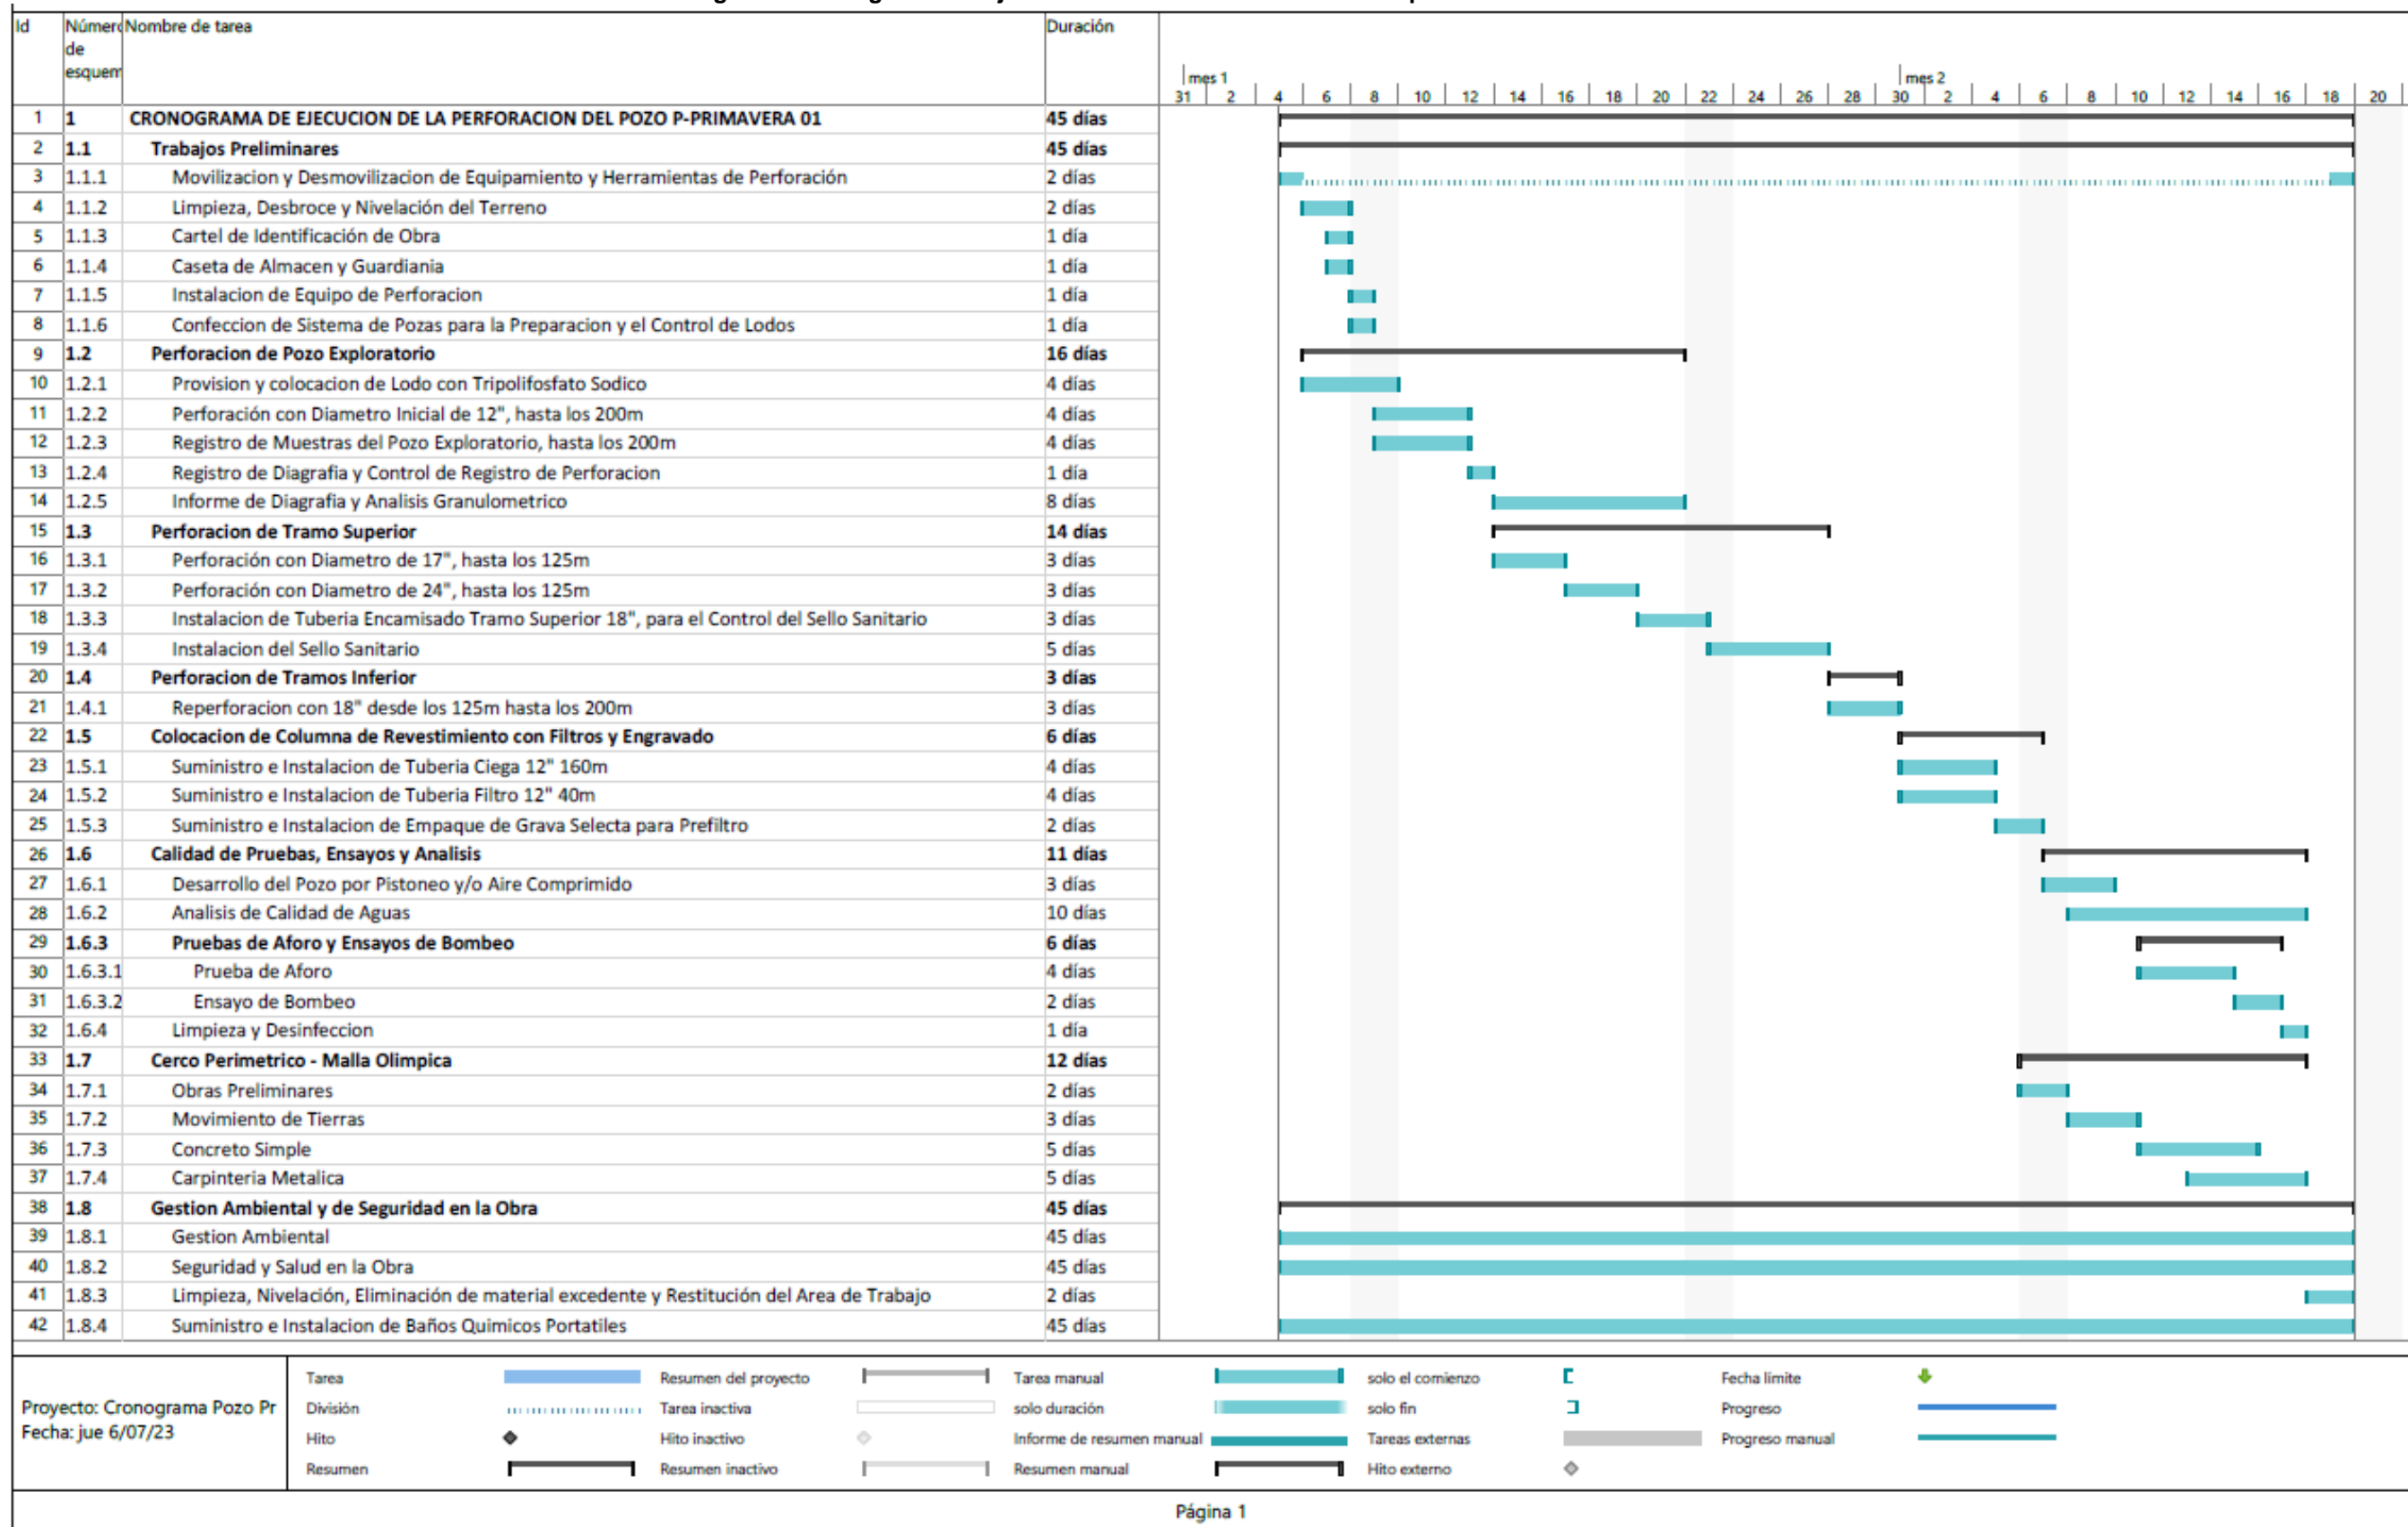 Id Número de esquem Nombre de tarea Duración
mes 1 mes 2
31 2 4 6 8 10 12 14 16 18 20 22 24 26 28 30 2 4 6 8 10 12 14 16 18 20
1 1 CRONOGRAMA DE EJECUCION DE LA PERFORACION DEL POZO P-PRIMAVERA 01 45 días
2 1.1 Trabajos Preliminares 45 días
3 1.1.1 Movilizacion y Desmovilizacion de Equipamiento y Herramientas de Perforación 2 días
4 1.1.2 Limpieza, Desbroce y Nivelación del Terreno 2 días
5 1.1.3 Cartel de Identificación de Obra 1 día
6 1.1.4 Caseta de Almacen y Guardiania 1 día
7 1.1.5 Instalacion de Equipo de Perforacion 1 día
8 1.1.6 Confeccion de Sistema de Pozas para la Preparacion y el Control de Lodos 1 día
9 1.2 Perforacion de Pozo Exploratorio 16 días
10 1.2.1 Provision y colocacion de Lodo con Tripolifosfato Sodico 4 días
11 1.2.2 Perforación con Diametro Inicial de 12", hasta los 200m 4 días
12 1.2.3 Registro de Muestras del Pozo Exploratorio, hasta los 200m 4 días
13 1.2.4 Registro de Diagrafia y Control de Registro de Perforacion 1 día
14 1.2.5 Informe de Diagrafia y Analisis Granulometrico 8 días
15 1.3 Perforacion de Tramo Superior 14 días
16 1.3.1 Perforación con Diametro de 17", hasta los 125m 3 días
17 1.3.2 Perforación con Diametro de 24", hasta los 125m 3 días
18 1.3.3 Instalacion de Tuberia Encamisado Tramo Superior 18", para el Control del Sello Sanitario 3 días
19 1.3.4 Instalacion del Sello Sanitario 5 días
20 1.4 Perforacion de Tramos Inferior 3 días
21 1.4.1 Reperforacion con 18" desde los 125m hasta los 200m 3 días
22 1.5 Colocacion de Columna de Revestimiento con Filtros y Engravado 6 días
23 1.5.1 Suministro e Instalacion de Tuberia Ciega 12" 160m 4 días
24 1.5.2 Suministro e Instalacion de Tuberia Filtro 12" 40m 4 días
25 1.5.3 Suministro e Instalacion de Empaque de Grava Selecta para Prefiltro 2 días
26 1.6 Calidad de Pruebas, Ensayos y Analisis 11 días
27 1.6.1 Desarrollo del Pozo por Pistoneo y/o Aire Comprimido 3 días
28 1.6.2 Analisis de Calidad de Aguas 10 días
29 1.6.3 Pruebas de Aforo y Ensayos de Bombeo 6 días
30 1.6.3.1 Prueba de Aforo 4 días
31 1.6.3.2 Ensayo de Bombeo 2 días
32 1.6.4 Limpieza y Desinfeccion 1 día
33 1.7 Cerco Perimetrico - Malla Olimpica 12 días
34 1.7.1 Obras Preliminares 2 días
35 1.7.2 Movimiento de Tierras 3 días
36 1.7.3 Concreto Simple 5 días
37 1.7.4 Carpinteria Metalica 5 días
38 1.8 Gestion Ambiental y de Seguridad en la Obra 45 días
39 1.8.1 Gestion Ambiental 45 días
40 1.8.2 Seguridad y Salud en la Obra 45 días
41 1.8.3 Limpieza, Nivelación, Eliminación de material excedente y Restitución del Area de Trabajo 2 días
42 1.8.4 Suministro e Instalacion de Baños Quimicos Portatiles 45 días
Proyecto: Cronograma Pozo Pr
Fecha: jue 6/07/23
Tarea Resumen del proyecto Tarea manual solo el comienzo Fecha límite
División Tarea inactiva solo duración solo fin Progreso
Hito Hito inactivo Informe de resumen manual Tareas externas Progreso manual
Resumen Resumen inactivo Resumen manual Hito externo
Página 1